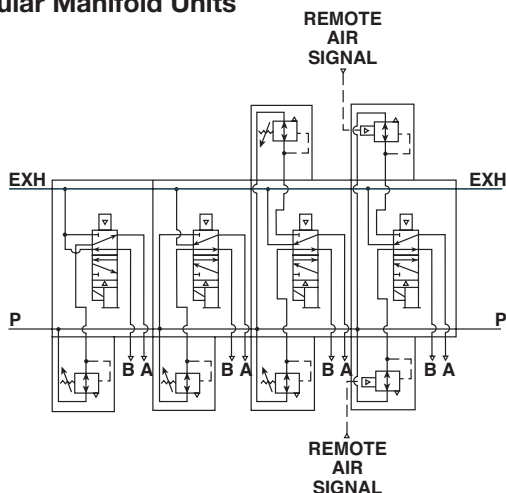 ular Manifold Units
REMOTE
AIR
SIGNAL
EXH EXH
P P
B A B A B A B A
REMOTE
AIR
SIGNAL